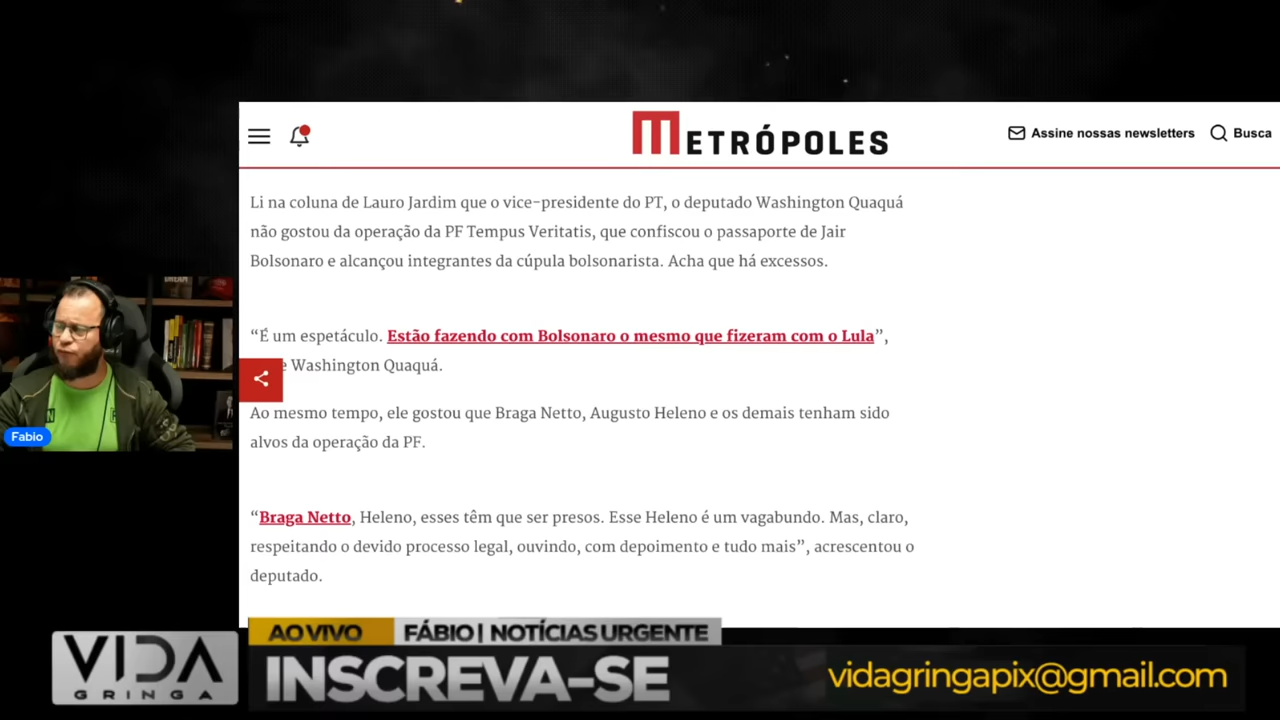 METRÓPOLES
Assine nossas newsletters
Busca
Li na coluna de Lauro Jardim que o vice-presidente do PT, o deputado Washington Quaquá
não gostou da operação da PF Tempus Veritatis, que confiscou o passaporte de Jair
Bolsonaro e alcançou integrantes da cúpula bolsonarista. Acha que há excessos.
“É um espetáculo. Estão fazendo com Bolsonaro o mesmo que fizeram com o Lula”,
e Washington Quaquá.
Ao mesmo tempo, ele gostou que Braga Netto, Augusto Heleno e os demais tenham sido
alvos da operação da PF.
“Braga Netto, Heleno, esses têm que ser presos. Esse Heleno é um vagabundo. Mas, claro,
respeitando o devido processo legal, ouvindo, com depoimento e tudo mais”, acrescentou o
deputado.
Fabio
AO VIVO
FÁBIO | NOTÍCIAS URGENTE
VIDA
GRINGA
INSCREVA-SE
vidagringapix@gmail.com